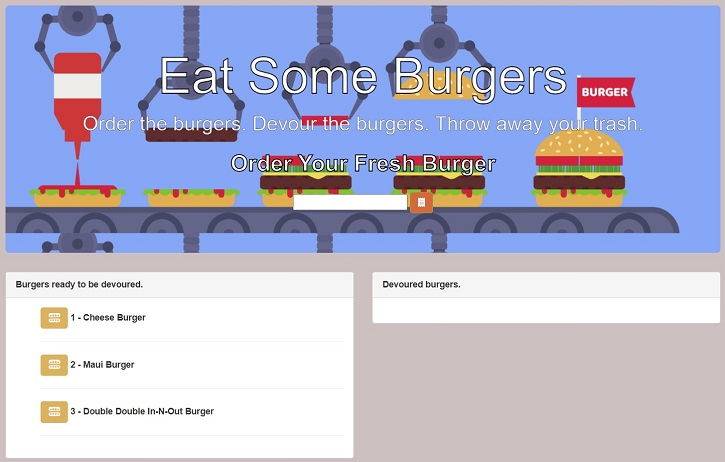 Eat Some Burgers
BURGER
Order the burgers. Devour the burgers. Throw away your trash.
Order Your Fresh Burger
Burgers ready to be devoured.
1 - Cheese Burger
2 - Maui Burger
3 - Double Double In-N-Out Burger
Devoured burgers.